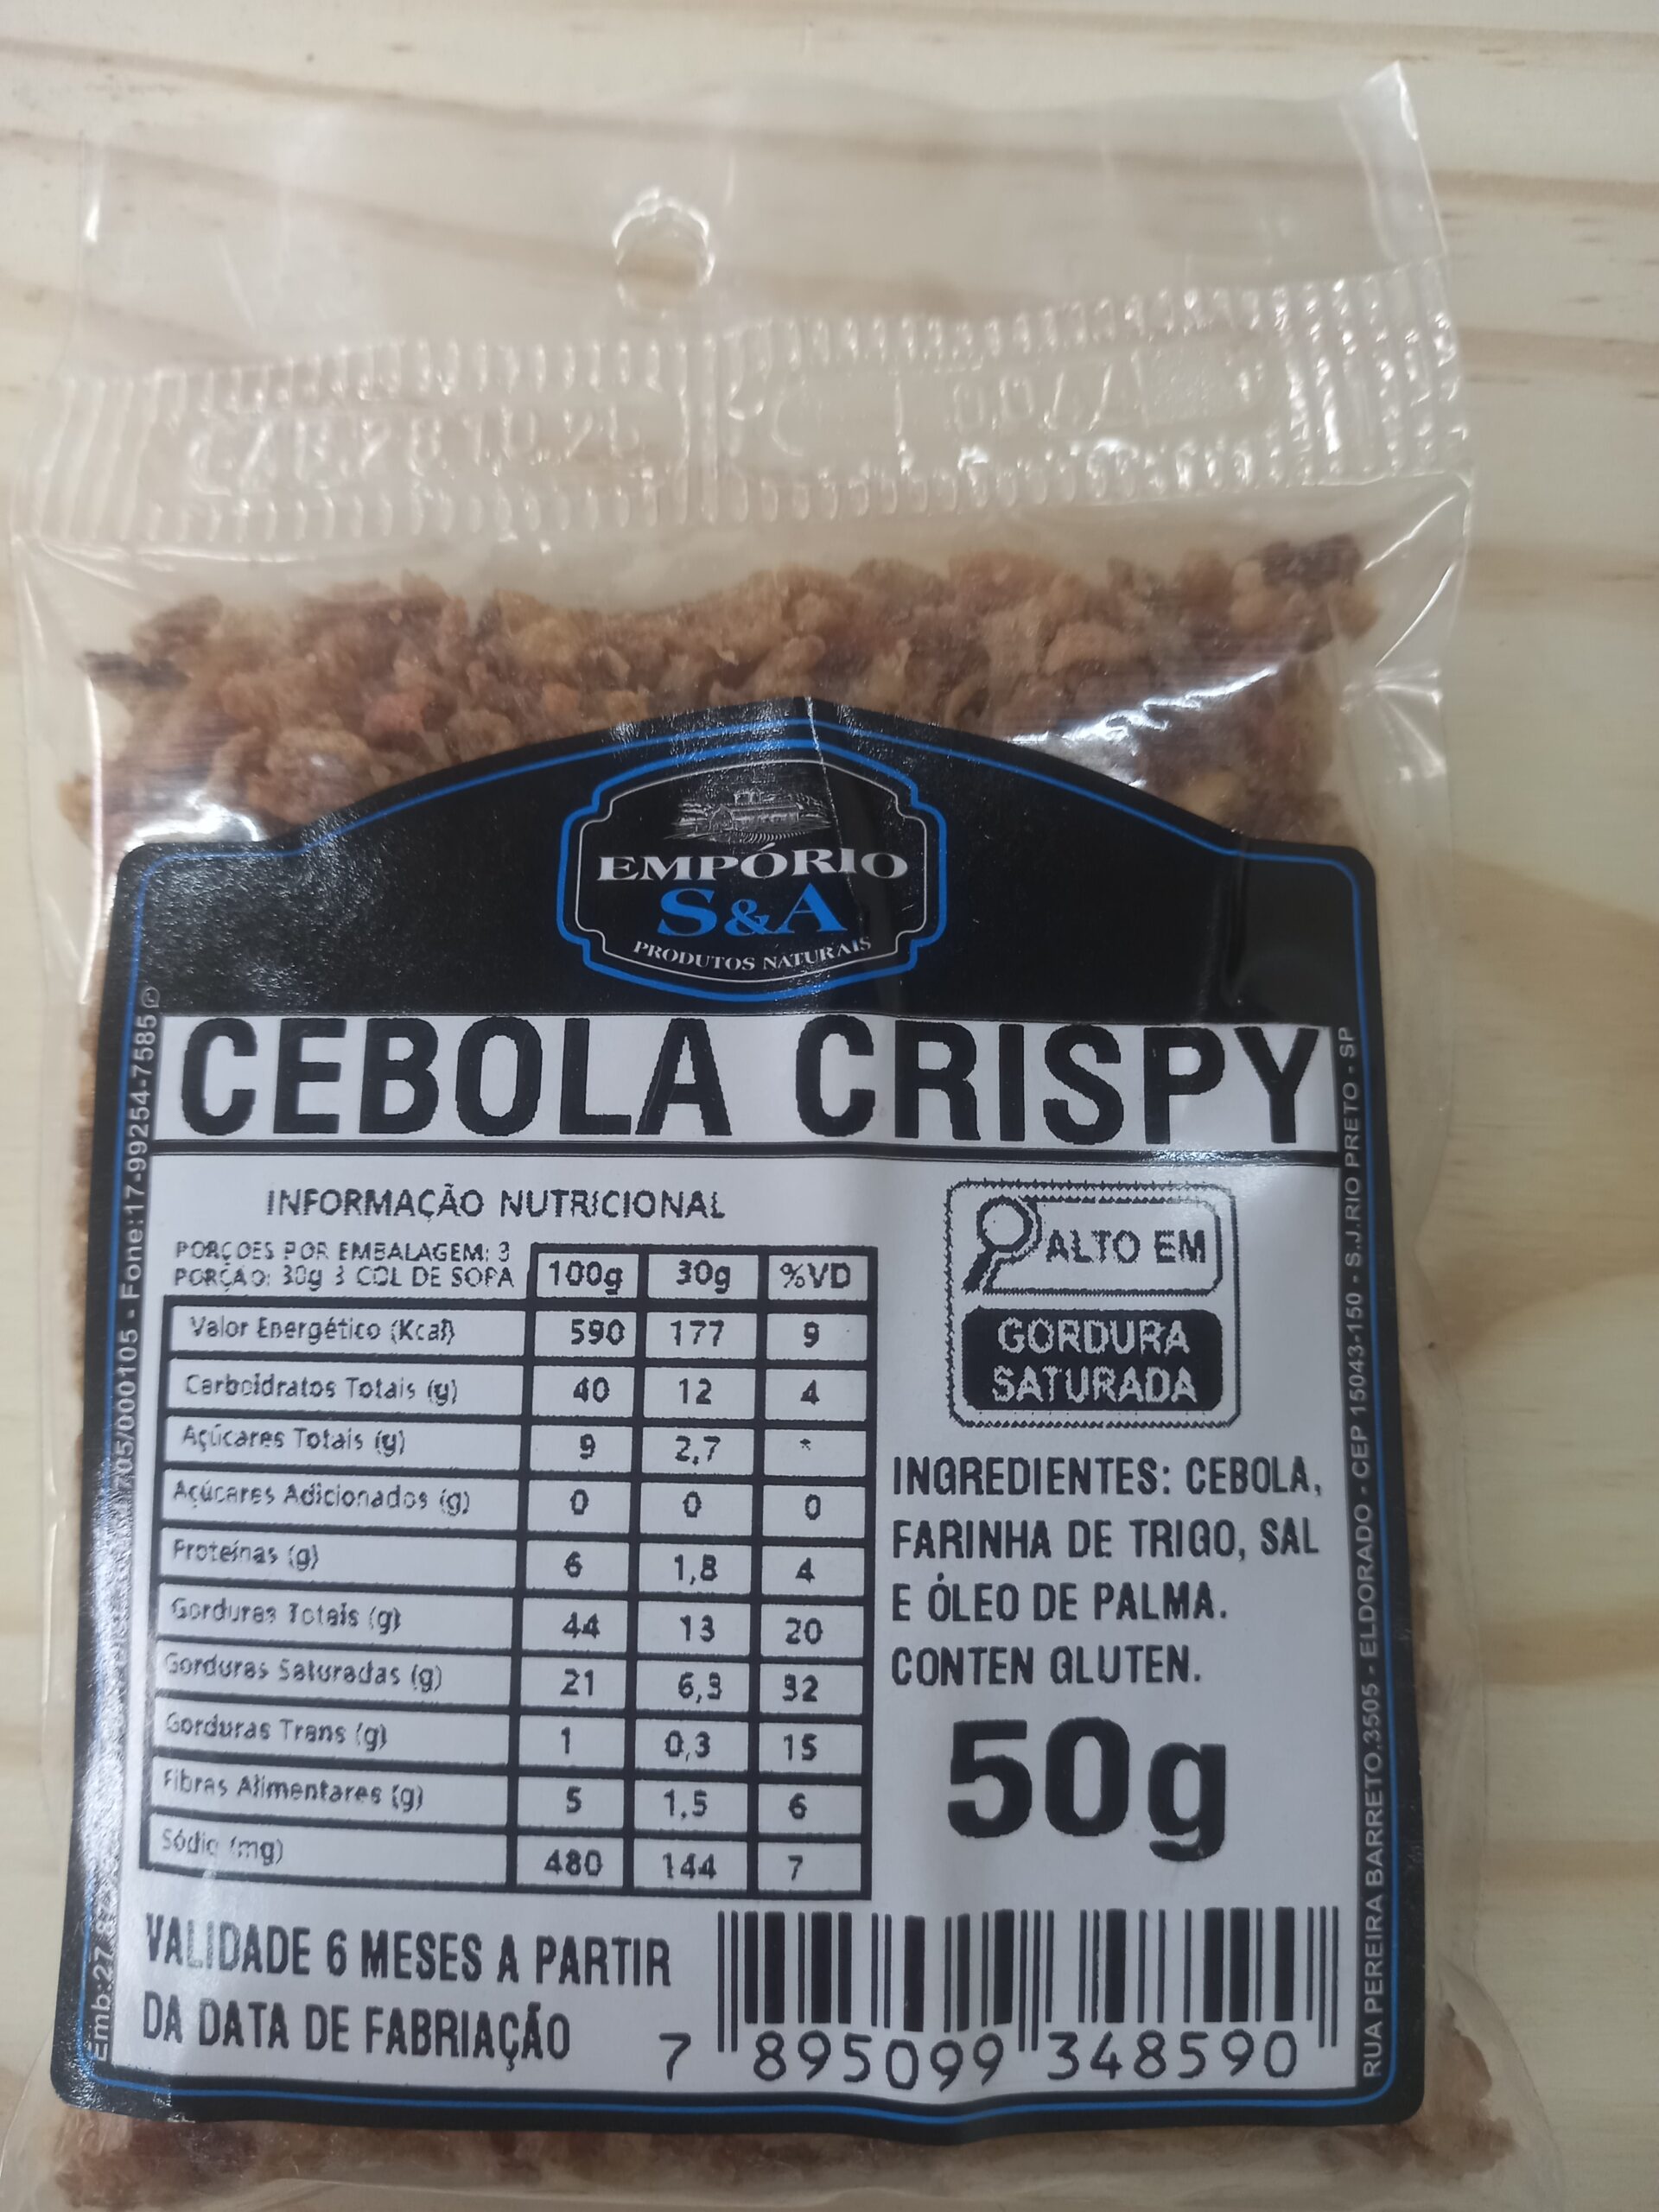 EMPÓRIO
S&A
PRODUTOS NATURAIS
CEBOLA CRISPY
INFORMAÇÃO NUTRICIONAL
PORÇOES POR EMBALAGEM: 3
PORÇAO: 30g 3 COL DE SOPA
100g 30g %VD
Valor Energético (Kcal) 590 177 9
Carboidratos Totais (g) 40 12 4
Açúcares Totais (g) 9 2,7 *
Açúcares Adicionados (g) 0 0 0
Proteínas (g) 6 1,8 4
Gorduras Totais (g) 44 13 20
Gorduras Saturadas (g) 21 6,3 32
Gorduras Trans (g) 1 0,3 15
Fibras Alimentares (g) 5 1,5 6
Sódio (mg) 480 144 7
ALTO EM
GORDURA
SATURADA
INGREDIENTES: CEBOLA,
FARINHA DE TRIGO, SAL
E ÓLEO DE PALMA.
CONTEN GLUTEN.
50g
VALIDADE 6 MESES A PARTIR
DA DATA DE FABRIAÇÃO
7 895099 348590
Emb:27 705/000105 - Fone:17-99254-7585
RUA PEREIRA BARRETO.3505 - ELDORADO - CEP 15043-150 - S.J.RIO PRETO - SP